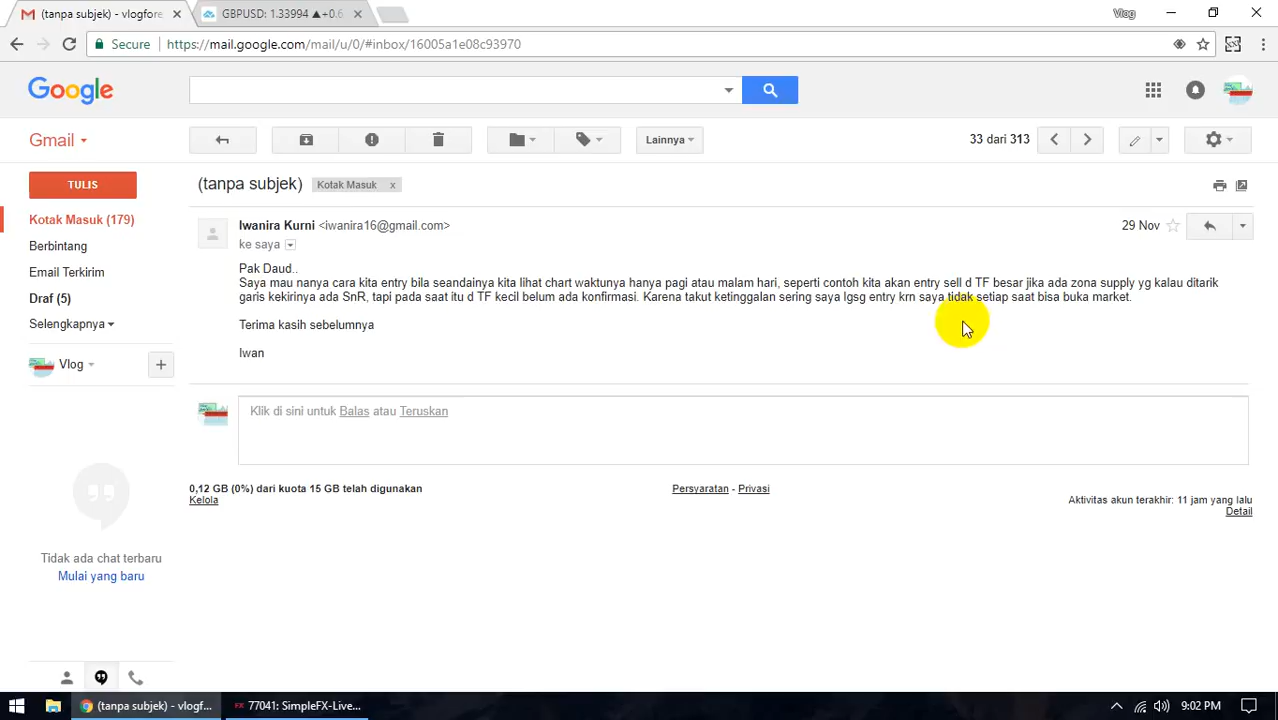 (tanpa subjek) - vlogfore
GBPUSD: 1.33994 ▲+0.6
Vlog
Secure
https://mail.google.com/mail/u/0/#inbox/16005a1e08c93970
Google
Gmail
Lainnya
33 dari 313
TULIS
(tanpa subjek)
Kotak Masuk x
Kotak Masuk (179)
Berbintang
Email Terkirim
Draf (5)
Selengkapnya
Vlog
Iwanira Kurni <iwanira16@gmail.com>
29 Nov
ke saya
Pak Daud..
Saya mau nanya cara kita entry bila seandainya kita lihat chart waktunya hanya pagi atau malam hari, seperti contoh kita akan entry sell d TF besar jika ada zona supply yg kalau ditarik
garis kekirinya ada SnR, tapi pada saat itu d TF kecil belum ada konfirmasi. Karena takut ketinggalan sering saya lgsg entry krn saya tidak setiap saat bisa buka market.
Terima kasih sebelumnya
Iwan
Klik di sini untuk Balas atau Teruskan
0,12 GB (0%) dari kuota 15 GB telah digunakan
Kelola
Persyaratan - Privasi
Aktivitas akun terakhir: 11 jam yang lalu
Detail
Tidak ada chat terbaru
Mulai yang baru
(tanpa subjek) - vlogf...
FX 77041: SimpleFX-Live...
9:02 PM